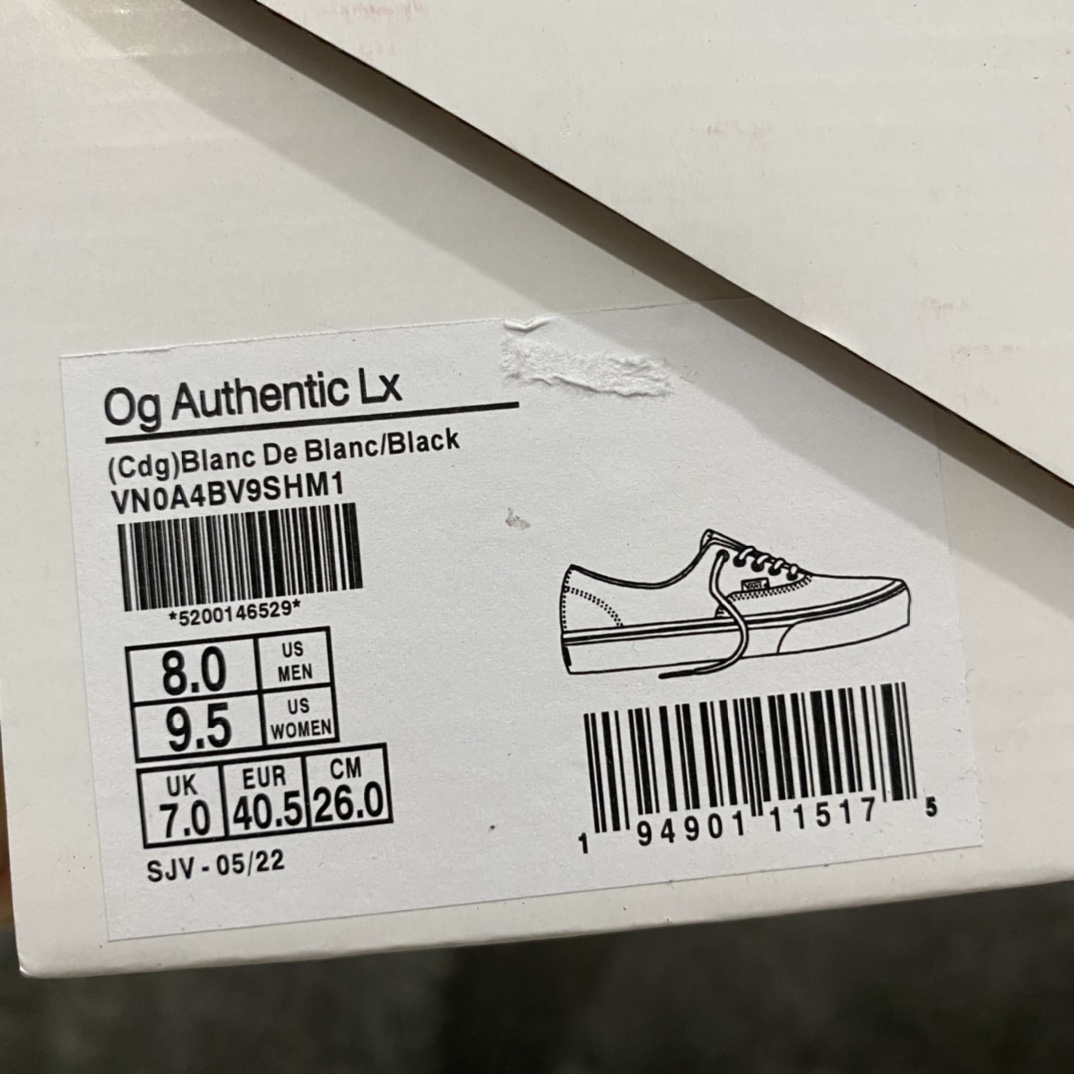 Og Authentic Lx
(Cdg)Blanc De Blanc/Black
VN0A4BV9SHM1
*5200146529*
8.0 US MEN
9.5 US WOMEN
UK EUR CM
7.0 40.5 26.0
SJV - 05/22
VANS
1 94901 11517 5